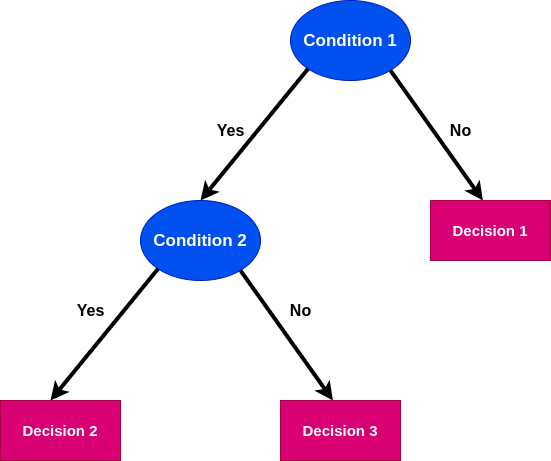 Condition 1
Yes
No
Condition 2
Decision 1
Yes
No
Decision 2
Decision 3